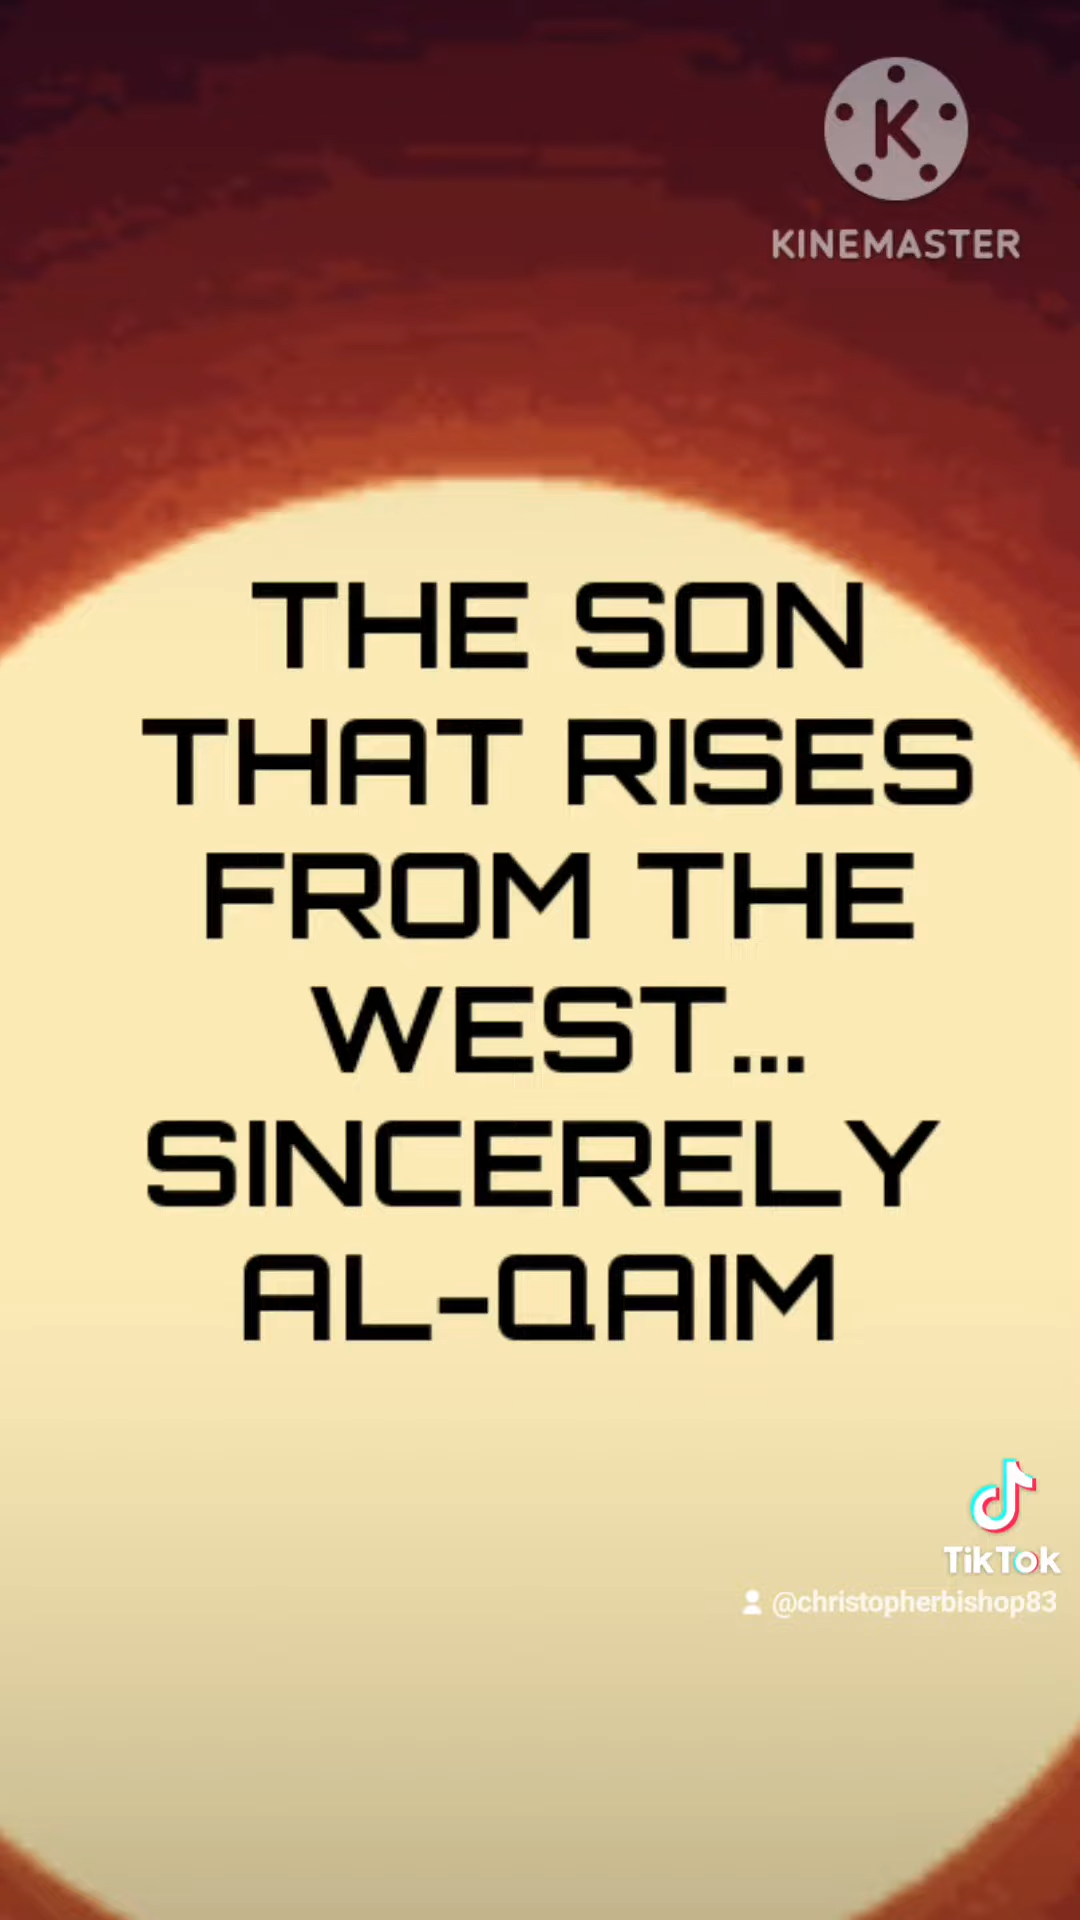 K
KINEMASTER
THE SON
THAT RISES
FROM THE
WEST...
SINCERELY
AL-QAIM
TikTok
@christopherbishop83